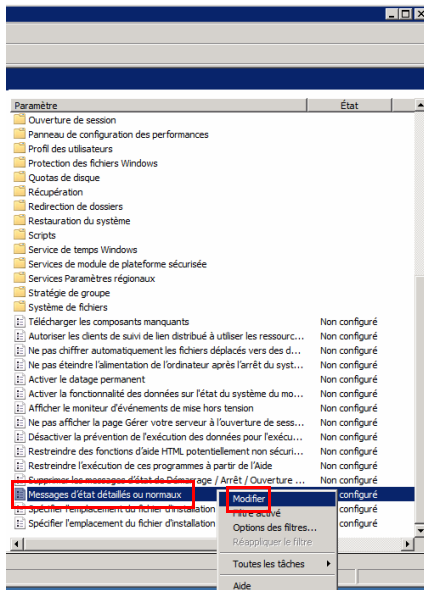 Paramètre État
Ouverture de session
Panneau de configuration des performances
Profil des utilisateurs
Protection des fichiers Windows
Quotas de disque
Récupération
Redirection de dossiers
Restauration du système
Scripts
Service de temps Windows
Services de module de plateforme sécurisée
Services Paramètres régionaux
Stratégie de groupe
Système de fichiers
Télécharger les composants manquants Non configuré
Autoriser les clients de suivi de lien distribué à utiliser les ressourc... Non configuré
Ne pas chiffrer automatiquement les fichiers déplacés vers des d... Non configuré
Ne pas éteindre l'alimentation de l'ordinateur après l'arrêt du syst... Non configuré
Activer le datage permanent Non configuré
Activer la fonctionnalité des données sur l'état du système du mo... Non configuré
Afficher le moniteur d'événements de mise hors tension Non configuré
Ne pas afficher la page Gérer votre serveur à l'ouverture de sess... Non configuré
Désactiver la prévention de l'exécution des données pour l'exécu... Non configuré
Restreindre des fonctions d'aide HTML potentiellement non sécuri... Non configuré
Restreindre l'exécution de ces programmes à partir de l'Aide Non configuré
Supprimer les messages d'état de Démarrage / Arrêt / Ouverture ... Non configuré
Messages d'état détaillés ou normaux configuré
Spécifier l'emplacement du fichier d'installation configuré
Spécifier l'emplacement du fichier d'installation configuré
Modifier
Filtre activé
Options des filtres...
Réappliquer le filtre
Toutes les tâches
Aide